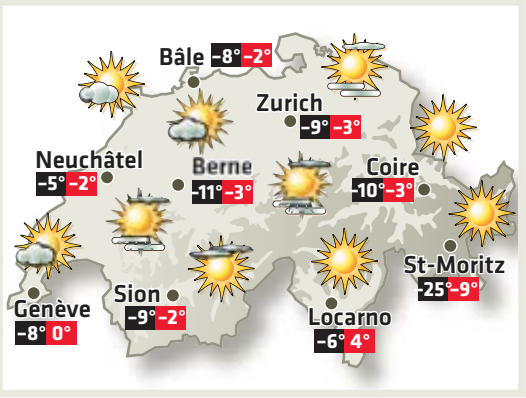 Bâle -8° -2°
Zurich
-9° -3°
Neuchâtel
-5° -2°
Berne
-11° -3°
Coire
-10° -3°
St-Moritz
-25° -9°
Sion
-9° -2°
Genève
-8° 0°
Locarno
-6° 4°